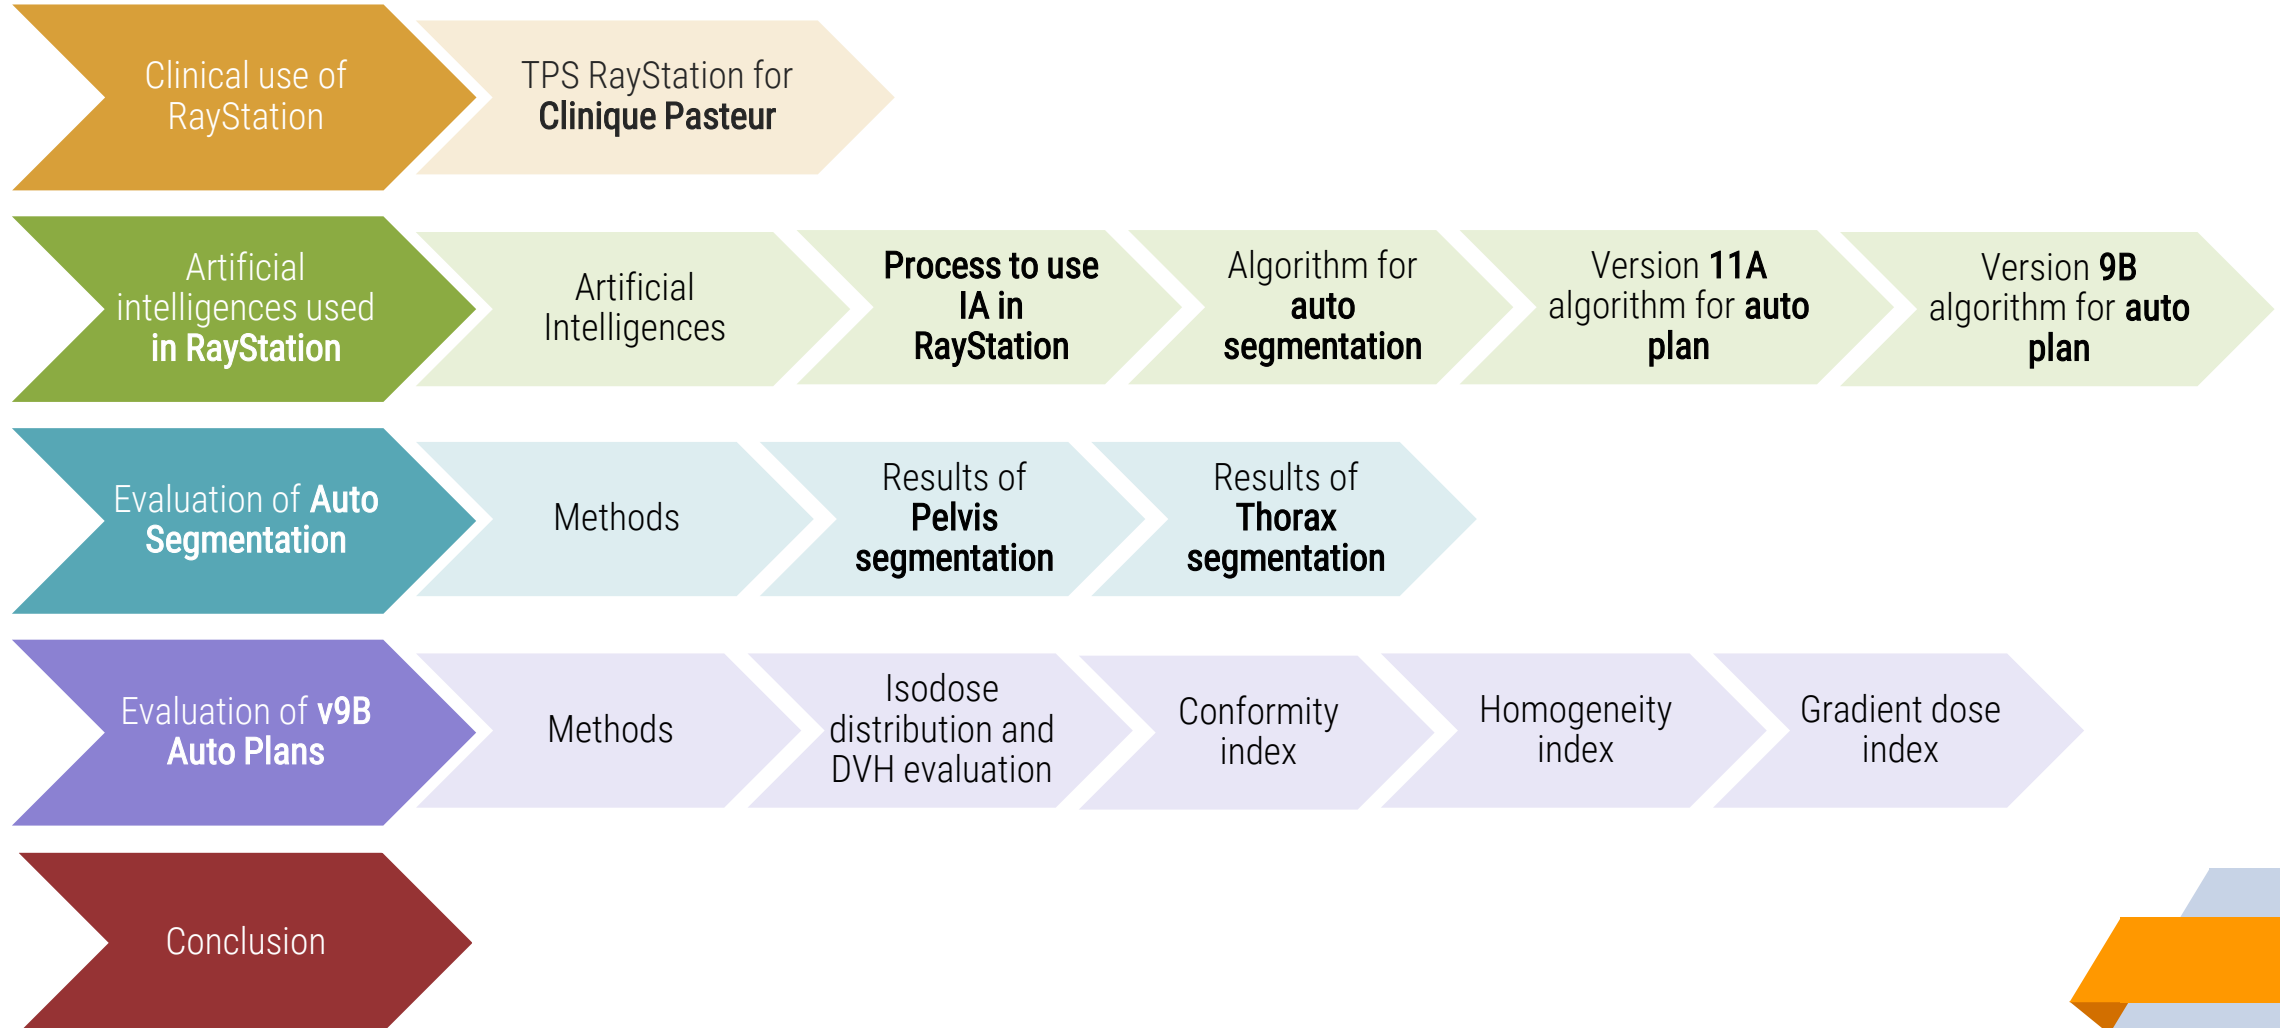 Clinical use of
RayStation
TPS RayStation for
Clinique Pasteur
Artificial
intelligences used
in RayStation
Artificial
Intelligences
Process to use
IA in
RayStation
Algorithm for
auto
segmentation
Version 11A
algorithm for auto
plan
Version 9B
algorithm for auto
plan
Evaluation of Auto
Segmentation
Methods
Results of
Pelvis
segmentation
Results of
Thorax
segmentation
Evaluation of v9B
Auto Plans
Methods
Isodose
distribution and
DVH evaluation
Conformity
index
Homogeneity
index
Gradient dose
index
Conclusion